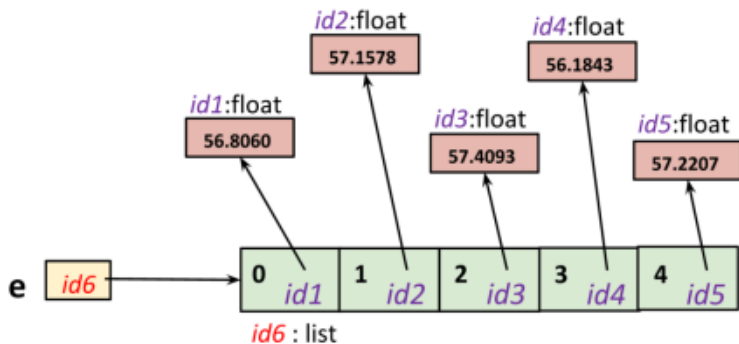 id2:float
57.1578
id4:float
56.1843
id1:float
56.8060
id3:float
57.4093
id5:float
57.2207
e id6
0 id1 1 id2 2 id3 3 id4 4 id5
id6 : list